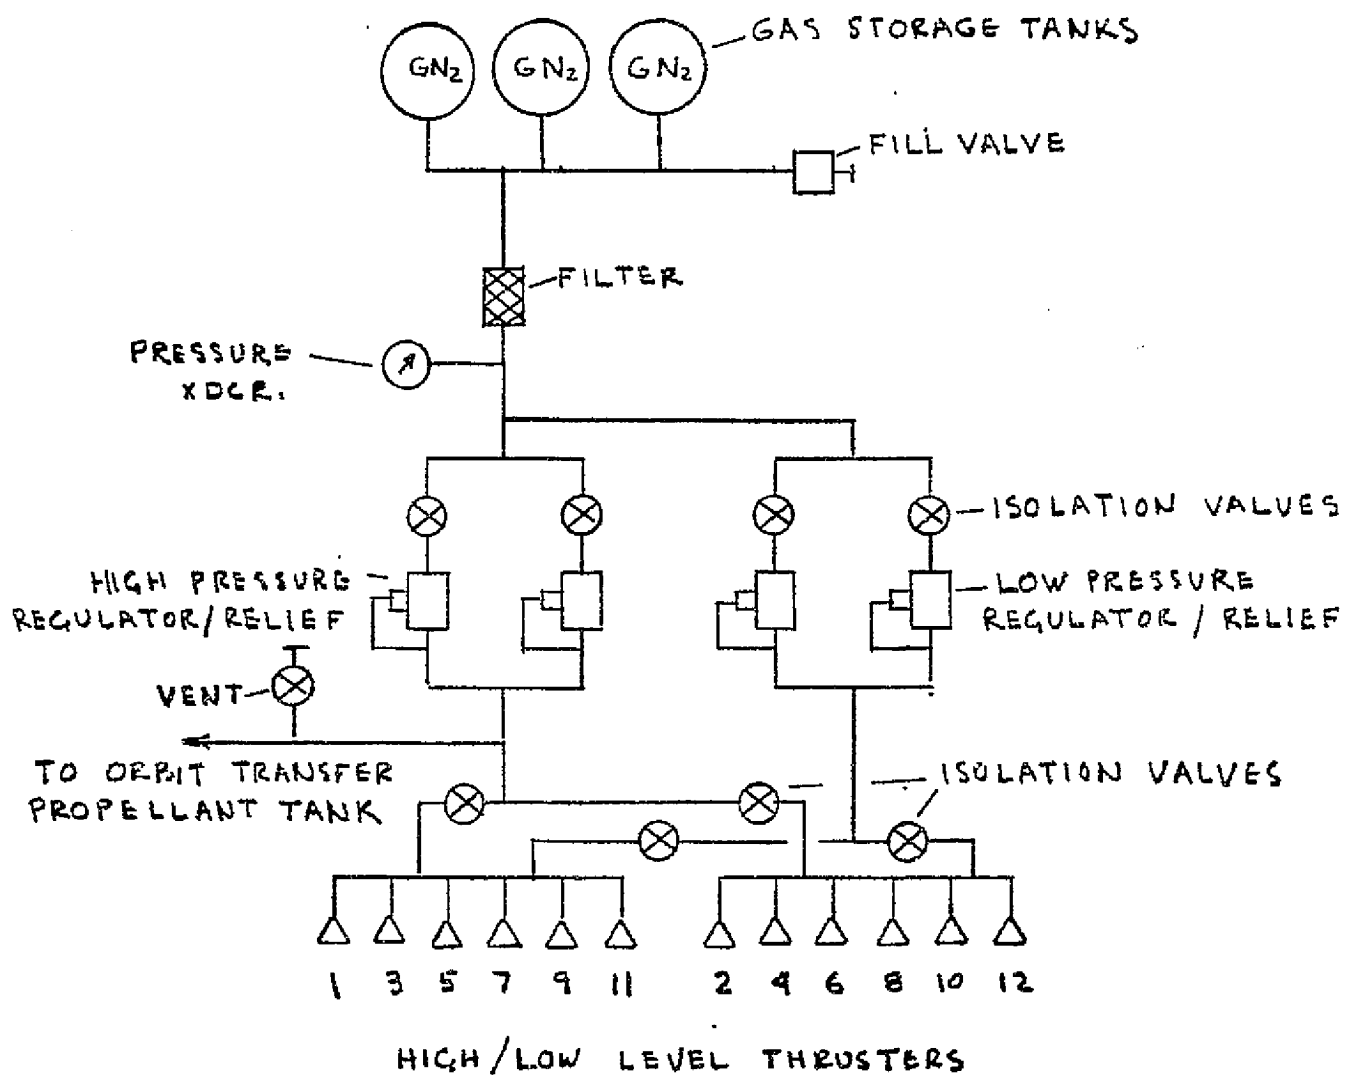 GAS STORAGE TANKS
GN2 GN2 GN2
FILL VALVE
FILTER
PRESSURE
XDCR.
ISOLATION VALVES
HIGH PRESSURE
REGULATOR/RELIEF
LOW PRESSURE
REGULATOR/RELIEF
VENT
TO ORBIT TRANSFER
PROPELLANT TANK
ISOLATION VALVES
1 3 5 7 9 11 2 4 6 8 10 12
HIGH/LOW LEVEL THRUSTERS